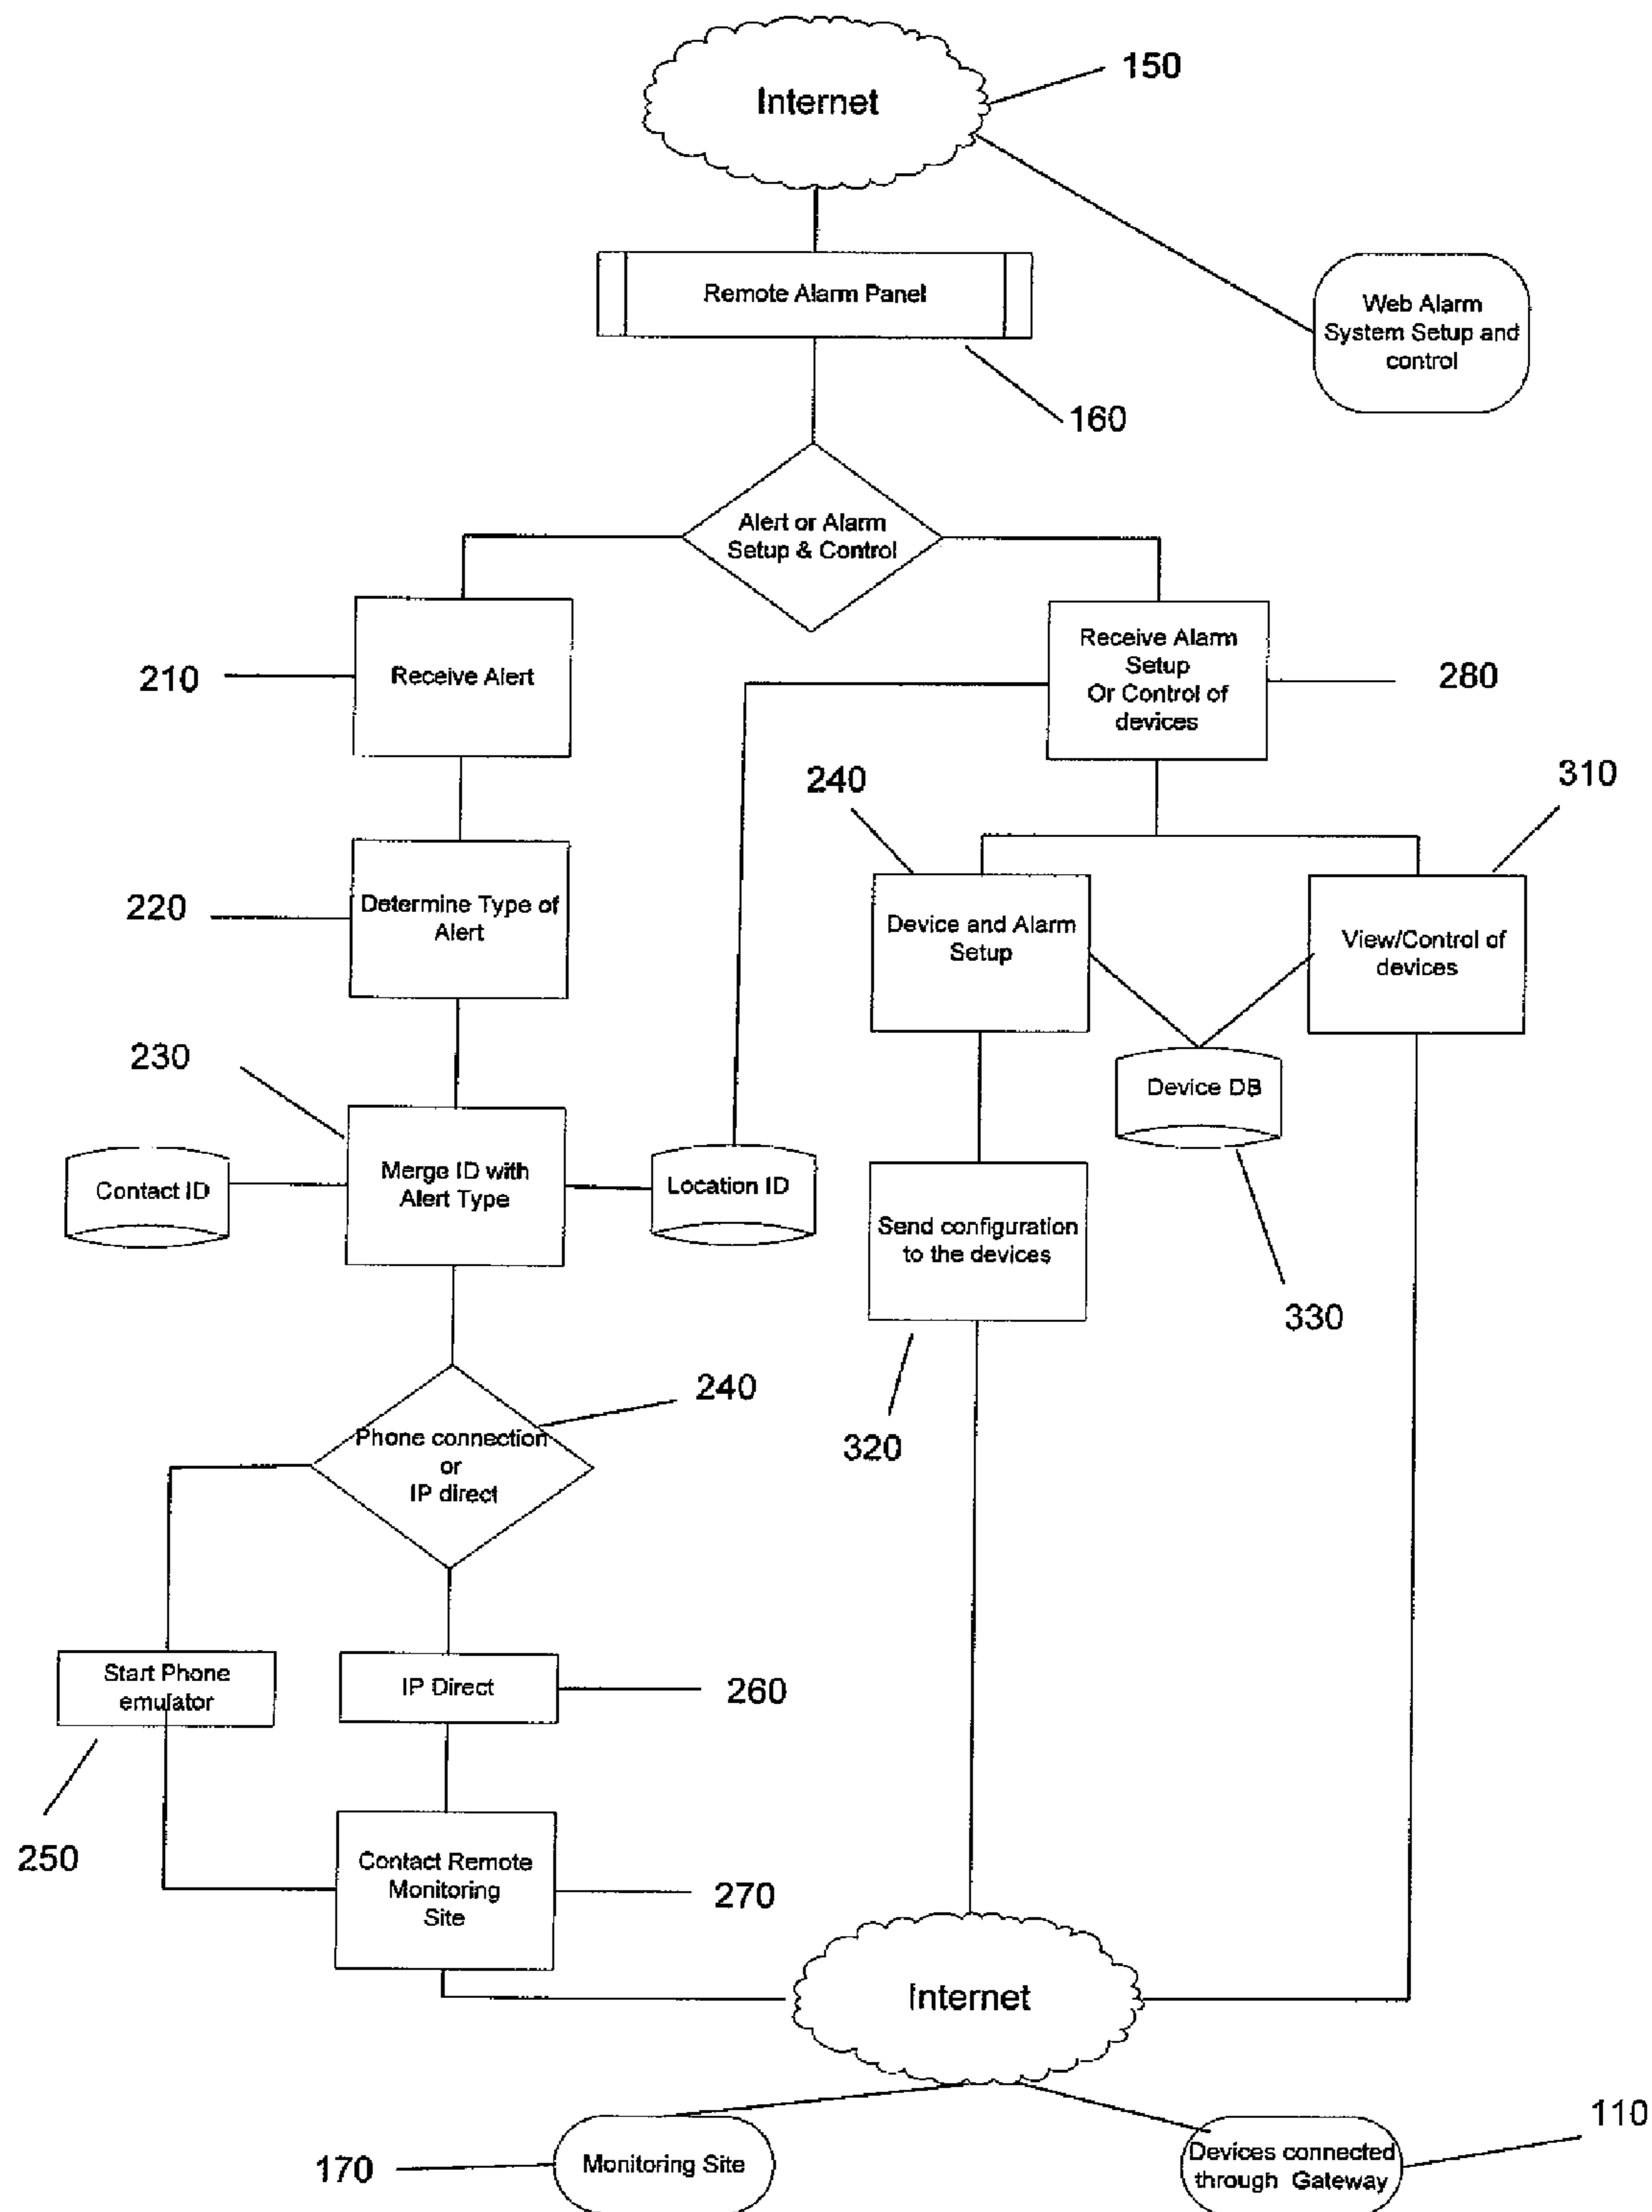 Internet
150
Remote Alarm Panel
160
Web Alarm
System Setup and
control
Alert or Alarm
Setup & Control
210
Receive Alert
Receive Alarm
Setup
Or Control of
devices
280
240
310
220
Determine Type of
Alert
Device and Alarm
Setup
View/Control of
devices
230
Device DB
Contact ID
Merge ID with
Alert Type
Location ID
Send configuration
to the devices
330
240
320
Phone connection
or
IP direct
Start Phone
emulator
IP Direct
260
250
Contact Remote
Monitoring
Site
270
Internet
110
170
Monitoring Site
Devices connected
through Gateway